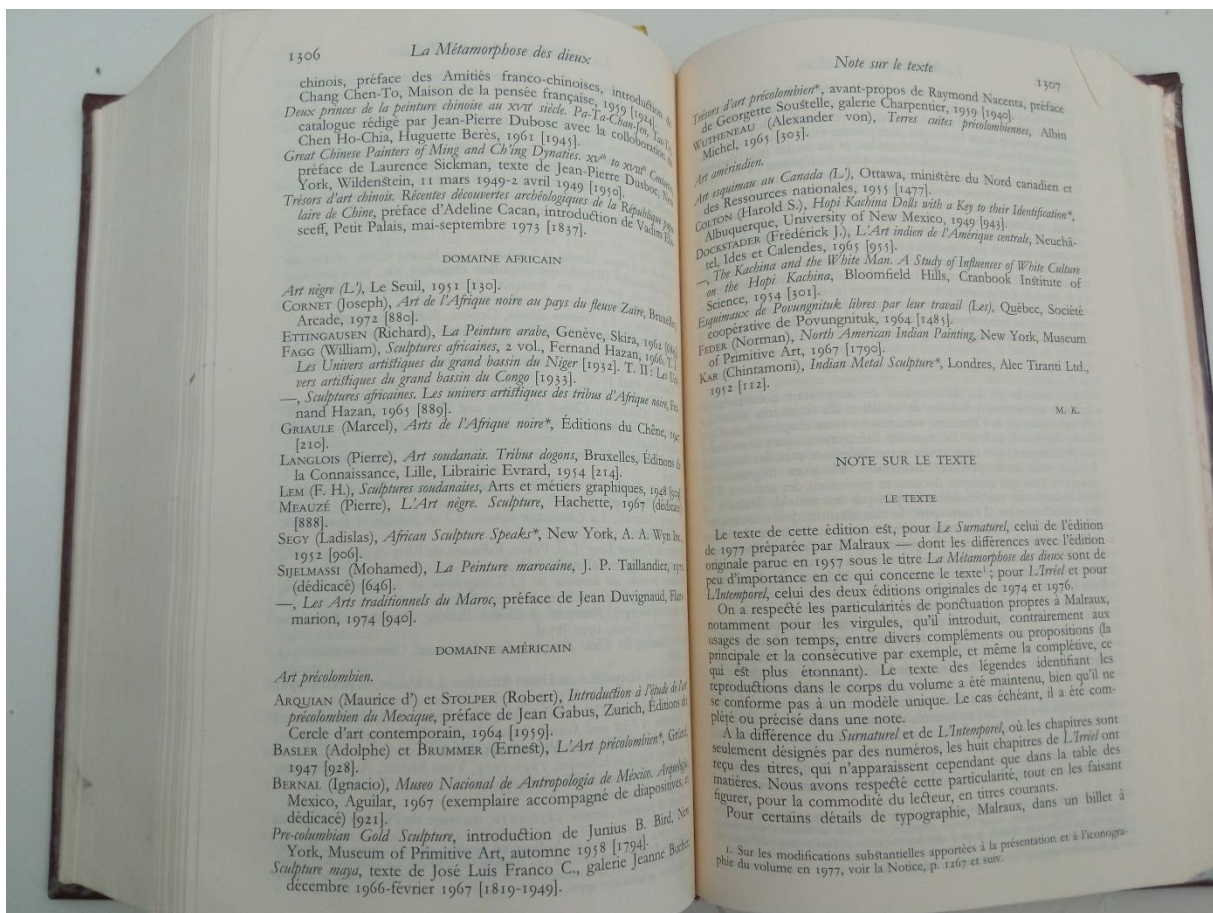 1306
La Métamorphose des dieux
chinois, préface des Amitiés franco-chinoises, introduction de
Chang Chen-To, Maison de la pensée française, 1959 [1924].
Deux princes de la peinture chinoise au XVIIe siècle. Pa-Ta-Chan-Jen,
catalogue rédigé par Jean-Pierre Dubosc avec la colloboration de
Chen Ho-Chia, Huguette Berès, 1961 [1945].
Great Chinese Painters of Ming and Ch'ing Dynaties. XVth to XVIIIth
préface de Laurence Sickman, texte de Jean-Pierre Dusboc,
York, Wildenstein, 11 mars 1949-2 avril 1949 [1950].
Trésors d'art chinois. Récentes découvertes archéologiques de la République
laire de Chine, préface d'Adeline Cacan, introduction de Vadim
seeff, Petit Palais, mai-septembre 1973 [1837].
DOMAINE AFRICAIN
Art nègre (L'), Le Seuil, 1951 [130].
CORNET (Joseph), Art de l'Afrique noire au pays du fleuve Zaïre, Bruxelles,
Arcade, 1972 [880].
ETTINGAUSEN (Richard), La Peinture arabe, Genève, Skira, 1962
FAGG (William), Sculptures africaines, 2 vol., Fernand Hazan, 1966, T. I
Les Univers artistiques du grand bassin du Niger [1932]. T. II : Les Uni-
vers artistiques du grand bassin du Congo [1933].
—, Sculptures africaines. Les univers artistiques des tribus d'Afrique noire, Fer-
nand Hazan, 1965 [889].
GRIAULE (Marcel), Arts de l'Afrique noire*, Éditions du Chêne,
[210].
LANGLOIS (Pierre), Art soudanais. Tribus dogons, Bruxelles, Éditions de
la Connaissance, Lille, Librairie Evrard, 1954 [214].
LEM (F. H.), Sculptures soudanaises, Arts et métiers graphiques, 1948
MEAUZÉ (Pierre), L'Art nègre. Sculpture, Hachette, 1967 (dédicacé)
[888].
SEGY (Ladislas), African Sculpture Speaks*, New York, A. A. Wyn Inc.,
1952 [906].
SIJELMASSI (Mohamed), La Peinture marocaine, J. P. Taillandier, 1972
(dédicacé) [646].
—, Les Arts traditionnels du Maroc, préface de Jean Duvignaud, Flam-
marion, 1974 [940].
DOMAINE AMÉRICAIN
Art précolombien.
ARQUIAN (Maurice d') et STOLPER (Robert), Introduction à l'étude de l'art
précolombien du Mexique, préface de Jean Gabus, Zurich, Éditions du
Cercle d'art contemporain, 1964 [1959].
BASLER (Adolphe) et BRUMMER (Ernest), L'Art précolombien*, Gründ,
1947 [928].
BERNAL (Ignacio), Museo Nacional de Antropologia de México. Arqueologia,
Mexico, Aguilar, 1967 (exemplaire accompagné de diapositives, et
dédicacé) [921].
Pre-columbian Gold Sculpture, introduction de Junius B. Bird, New
York, Museum of Primitive Art, automne 1958 [1794].
Sculpture maya, texte de José Luis Franco C., galerie Jeanne Bucher,
décembre 1966-février 1967 [1819-1949].
Note sur le texte
1307
Trésors d'art précolombien*, avant-propos de Raymond Nacenta, préface
de Georgette Soustelle, galerie Charpentier, 1959 [1940].
WUTHENEAU (Alexander von), Terres cuites précolombiennes, Albin
Michel, 1965 [303].
Art amérindien.
Art esquimau au Canada (L'), Ottawa, ministère du Nord canadien et
des Ressources nationales, 1955 [1477].
COLTON (Harold S.), Hopi Kachina Dolls with a Key to their Identification*,
Albuquerque, University of New Mexico, 1949 [943].
DOCKSTADER (Frédérick J.), L'Art indien de l'Amérique centrale, Neuchâ-
tel, Ides et Calendes, 1965 [955].
—, The Kachina and the White Man. A Study of Influences of White Culture
on the Hopi Kachina, Bloomfield Hills, Cranbook Institute of
Science, 1954 [301].
Esquimaux de Povungnituk libres par leur travail (Les), Québec, Société
coopérative de Povungnituk, 1964 [1485].
FEDER (Norman), North American Indian Painting, New York, Museum
of Primitive Art, 1967 [1790].
KAR (Chintamoni), Indian Metal Sculpture*, Londres, Alec Tiranti Ltd.,
1952 [112].
M. K.
NOTE SUR LE TEXTE
LE TEXTE
Le texte de cette édition est, pour Le Surnaturel, celui de l'édition
de 1977 préparée par Malraux — dont les différences avec l'édition
originale parue en 1957 sous le titre La Métamorphose des dieux sont de
peu d'importance en ce qui concerne le texte1 ; pour L'Irréel et pour
L'Intemporel, celui des deux éditions originales de 1974 et 1976.
On a respecté les particularités de ponctuation propres à Malraux,
notamment pour les virgules, qu'il introduit, contrairement aux
usages de son temps, entre divers compléments ou propositions (la
principale et la consécutive par exemple, et même la complétive, ce
qui est plus étonnant). Le texte des légendes identifiant les
reproductions dans le corps du volume a été maintenu, bien qu'il ne
se conforme pas à un modèle unique. Le cas échéant, il a été com-
plété ou précisé dans une note.
À la différence du Surnaturel et de L'Intemporel, où les chapitres sont
seulement désignés par des numéros, les huit chapitres de L'Irréel ont
reçu des titres, qui n'apparaissent cependant que dans la table des
matières. Nous avons respecté cette particularité, tout en les faisant
figurer, pour la commodité du lecteur, en titres courants.
Pour certains détails de typographie, Malraux, dans un billet à
1. Sur les modifications substantielles apportées à la présentation et à l'iconogra-
phie du volume en 1977, voir la Notice, p. 1267 et suiv.